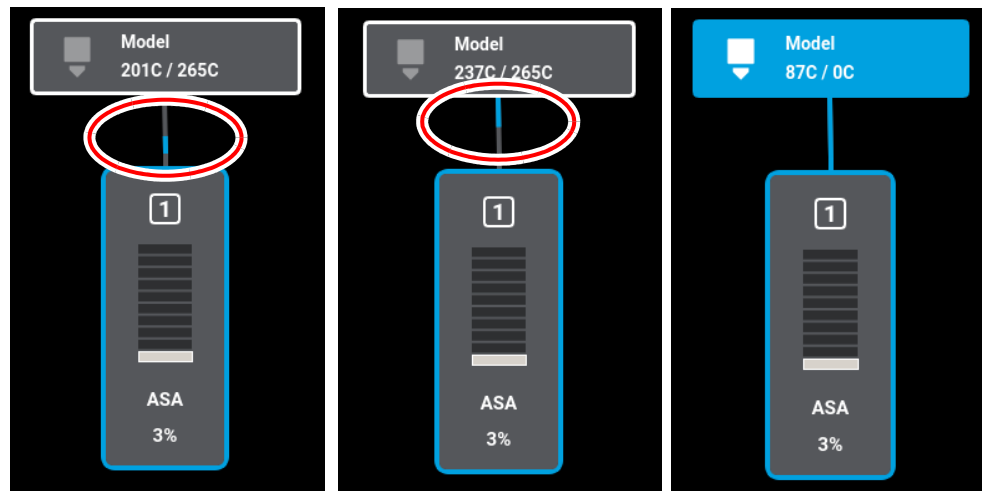 Model
201C / 265C
1
ASA
3%
Model
237C / 265C
1
ASA
3%
Model
87C / 0C
1
ASA
3%